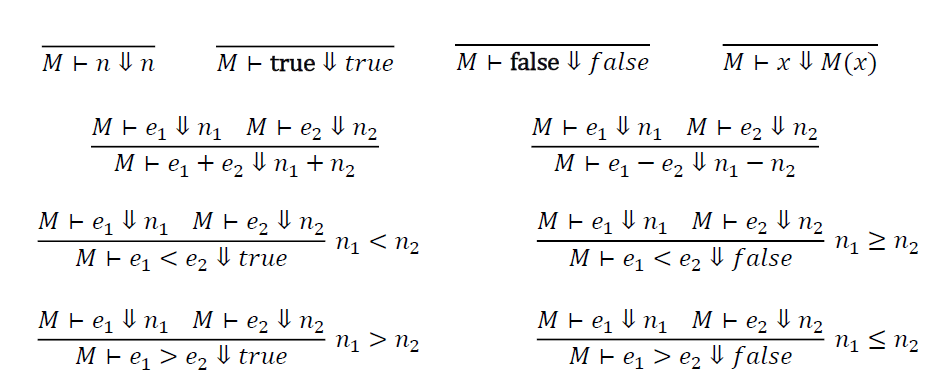 M ⊢ n ⇓ n M ⊢ true ⇓ true M ⊢ false ⇓ false M ⊢ x ⇓ M(x)
M ⊢ e₁ ⇓ n₁ M ⊢ e₂ ⇓ n₂ M ⊢ e₁ ⇓ n₁ M ⊢ e₂ ⇓ n₂
M ⊢ e₁ + e₂ ⇓ n₁ + n₂ M ⊢ e₁ − e₂ ⇓ n₁ − n₂
M ⊢ e₁ ⇓ n₁ M ⊢ e₂ ⇓ n₂ n₁ < n₂ M ⊢ e₁ ⇓ n₁ M ⊢ e₂ ⇓ n₂ n₁ ≥ n₂
M ⊢ e₁ < e₂ ⇓ true M ⊢ e₁ < e₂ ⇓ false
M ⊢ e₁ ⇓ n₁ M ⊢ e₂ ⇓ n₂ n₁ > n₂ M ⊢ e₁ ⇓ n₁ M ⊢ e₂ ⇓ n₂ n₁ ≤ n₂
M ⊢ e₁ > e₂ ⇓ true M ⊢ e₁ > e₂ ⇓ false